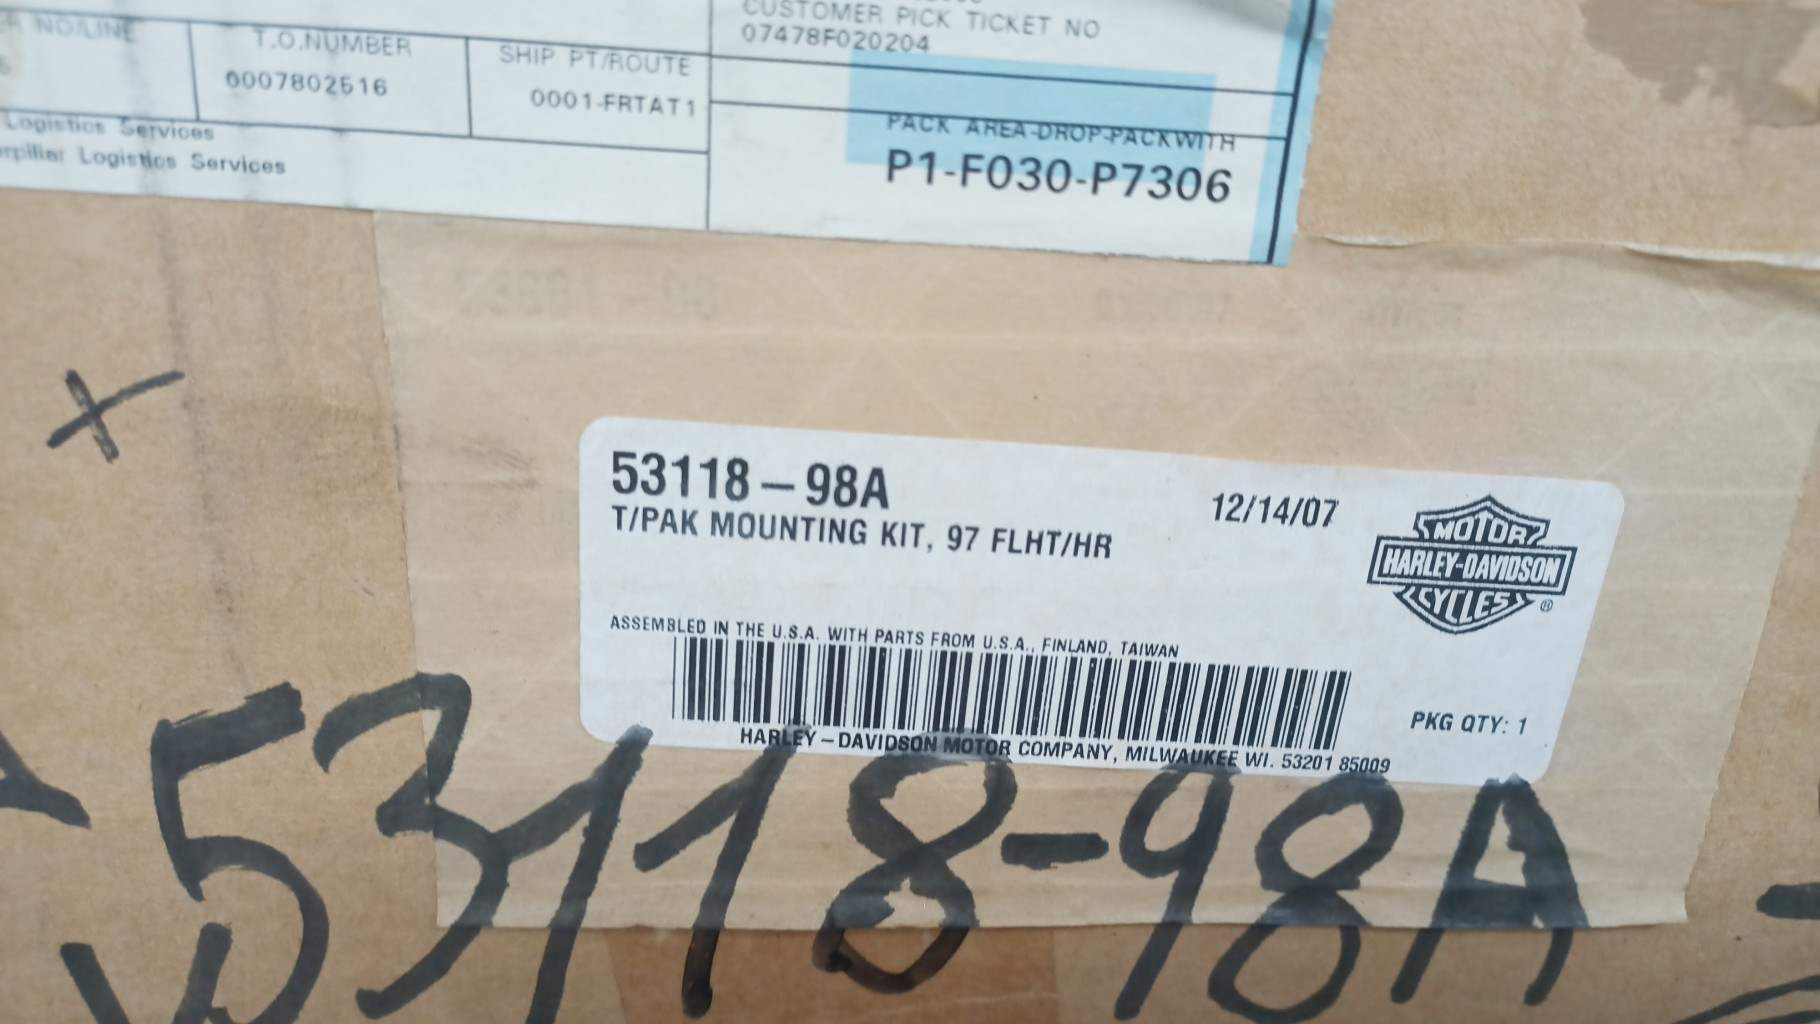 CUSTOMER PICK TICKET NO
07478F020204
NO/LINE
T.O.NUMBER
0007802516
SHIP PT/ROUTE
0001-FRTAT1
Logistics Services
Logistics Services
PACK AREA-DROP-PACKWITH
P1-F030-P7306
53118-98A
12/14/07
T/PAK MOUNTING KIT, 97 FLHT/HR
MOTOR
HARLEY-DAVIDSON
CYCLES ®
ASSEMBLED IN THE U.S.A. WITH PARTS FROM U.S.A., FINLAND, TAIWAN
PKG QTY: 1
HARLEY-DAVIDSON MOTOR COMPANY, MILWAUKEE WI. 53201 85009
53118-98A